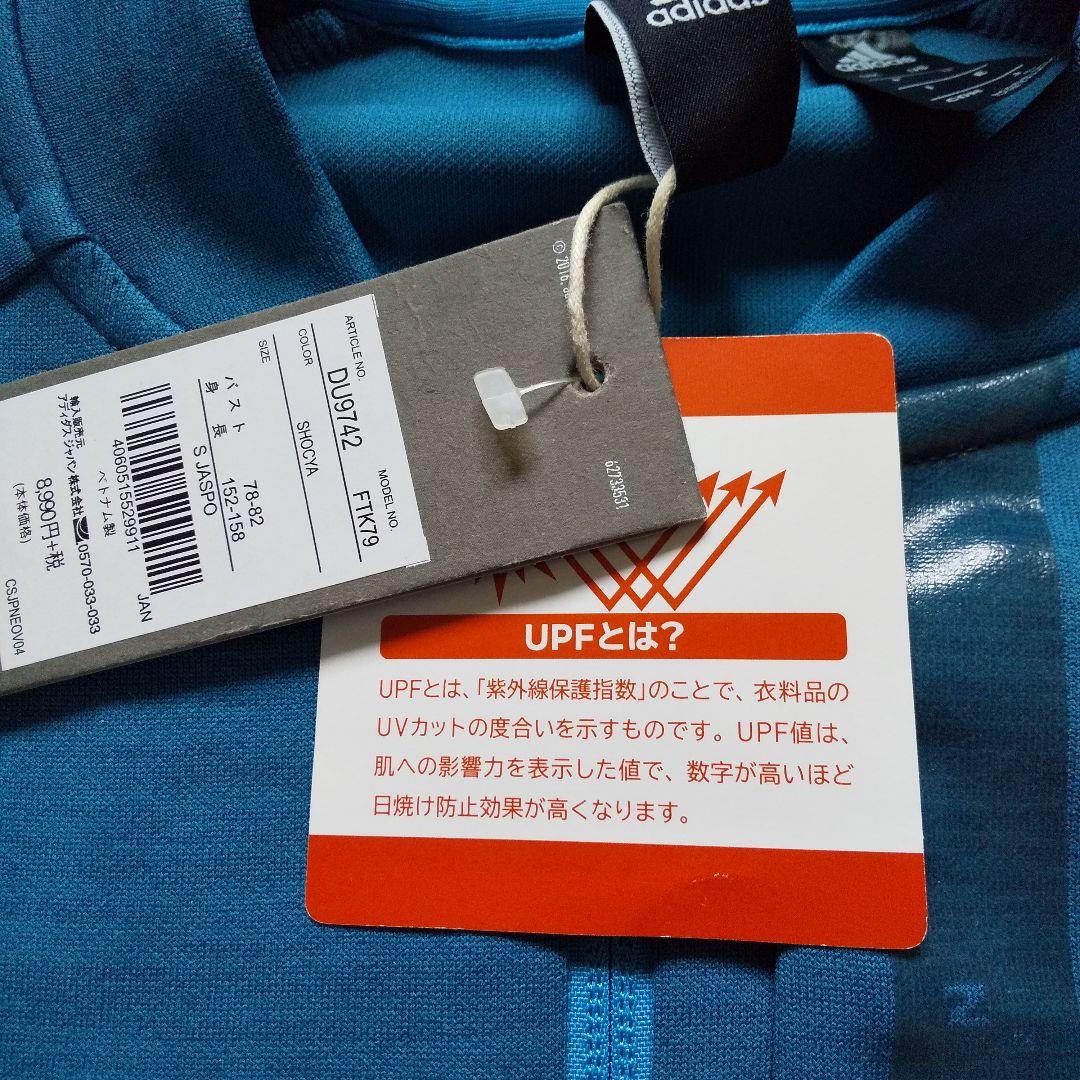 adidas
© 2016.
62733531
ARTICLE NO. MODEL NO.
DU9742 FTK79
COLOR
SHOCYA
SIZE
バスト 78-82
身長 152-158
S JASPO
4060515529911 JAN
ベトナム製
輸入販売元
アディダス ジャパン株式会社 0570-033-033
8,990円+税
(本体価格)
CSJPNEOV04
UPFとは?
UPFとは、「紫外線保護指数」のことで、衣料品の
UVカットの度合いを示すものです。UPF値は、
肌への影響力を表示した値で、数字が高いほど
日焼け防止効果が高くなります。
Z